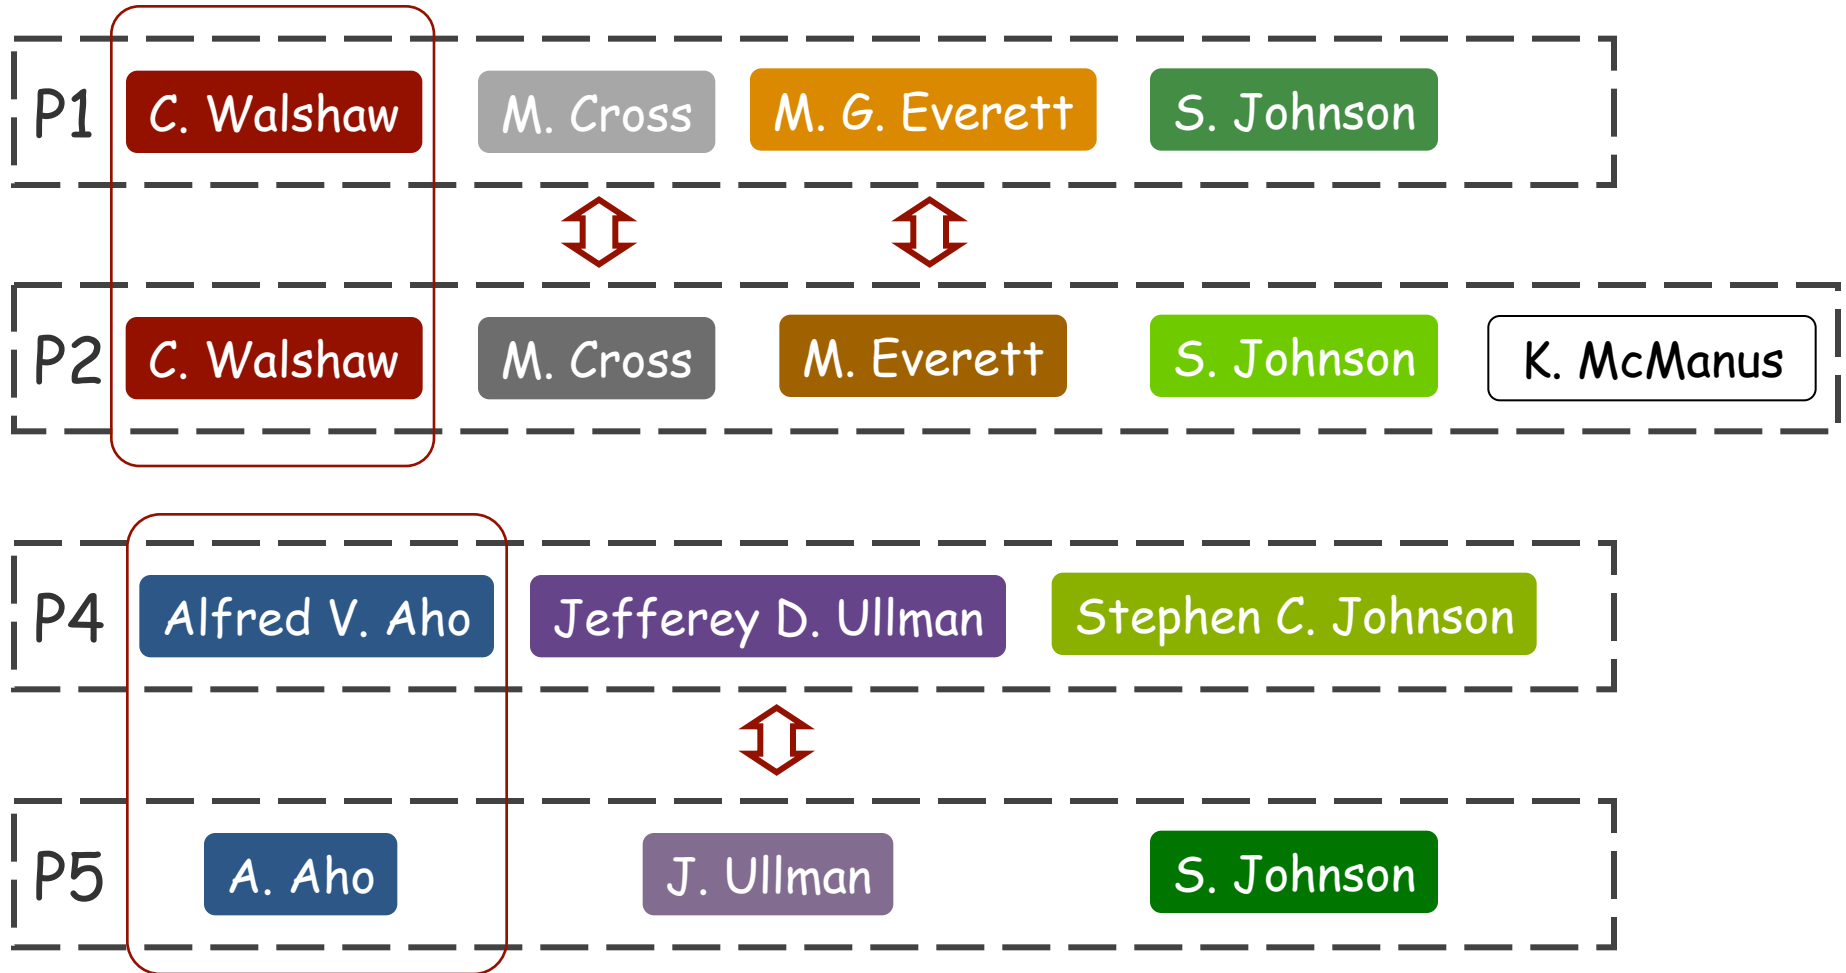 P1 C. Walshaw M. Cross M. G. Everett S. Johnson
P2 C. Walshaw M. Cross M. Everett S. Johnson K. McManus
P4 Alfred V. Aho Jefferey D. Ullman Stephen C. Johnson
P5 A. Aho J. Ullman S. Johnson